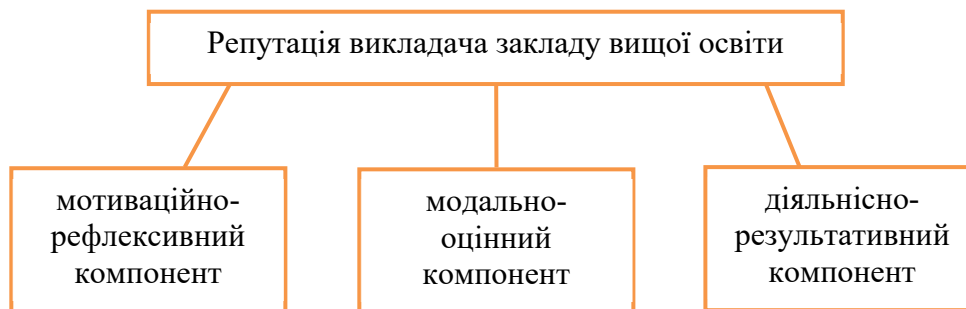 Репутація викладача закладу вищої освіти
мотиваційно-
рефлексивний
компонент
модально-
оцінний
компонент
діяльнісно-
результативний
компонент